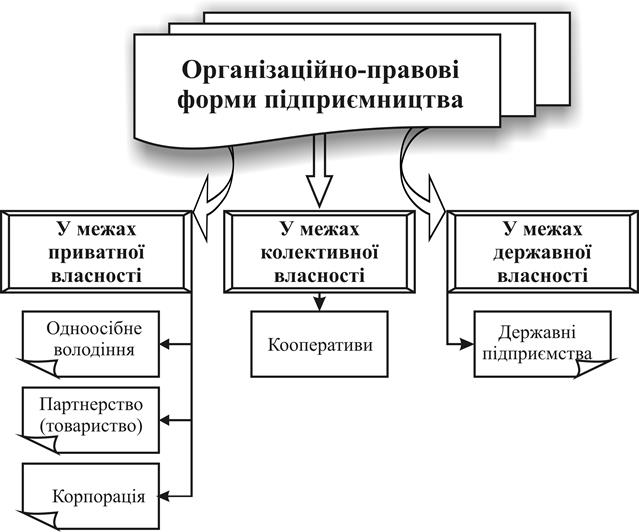 Організаційно-правові
форми підприємництва
У межах
приватної
власності
У межах
колективної
власності
У межах
державної
власності
Одноосібне
володіння
Партнерство
(товариство)
Корпорація
Кооперативи
Державні
підприємства